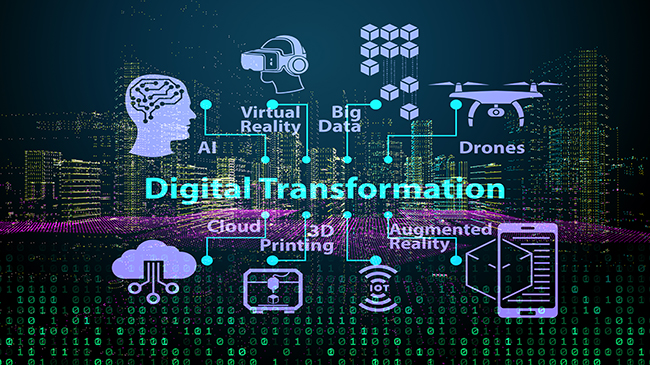 Virtual
Reality
Big
Data
AI
Drones
Digital Transformation
Cloud
3D
Printing
Augmented
Reality
IOT